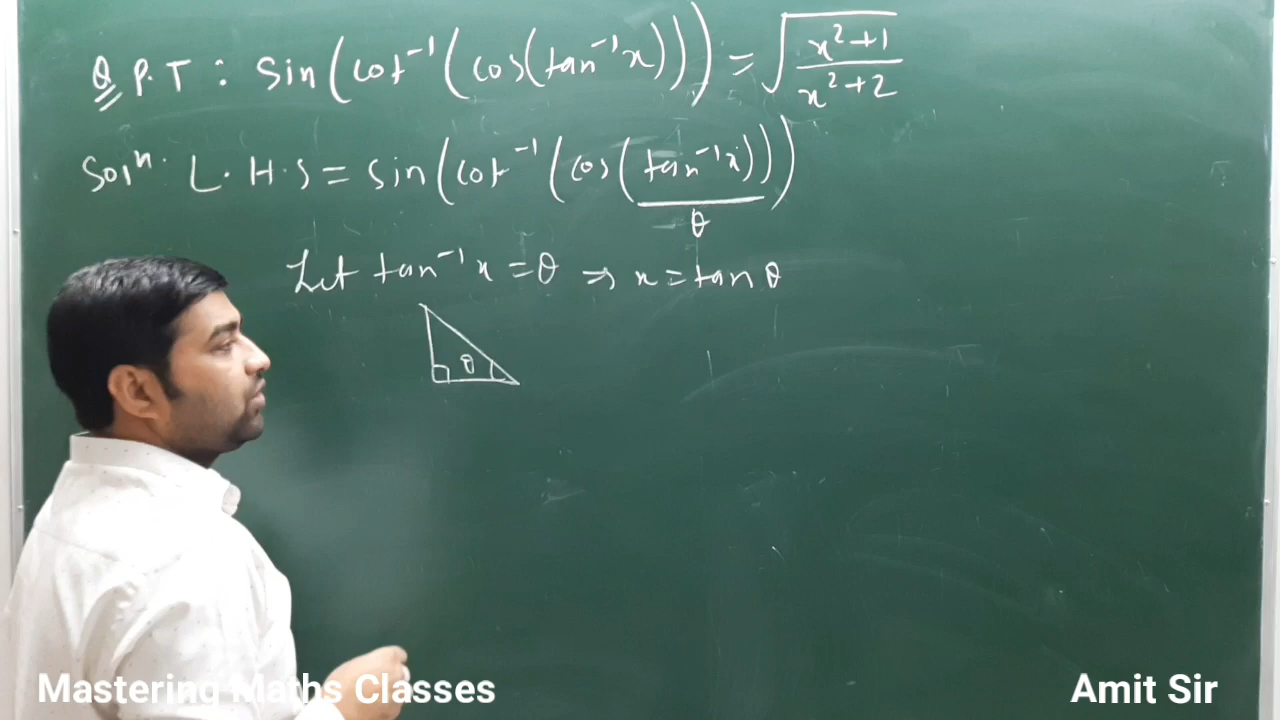 Q P.T : Sin(cot⁻¹(cos(tan⁻¹x))) = √((x²+1)/(x²+2))
Solⁿ. L.H.S = sin(cot⁻¹(cos(tan⁻¹x)))
θ
Let tan⁻¹x = θ ⇒ x = tan θ
θ
Mastering Maths Classes
Amit Sir